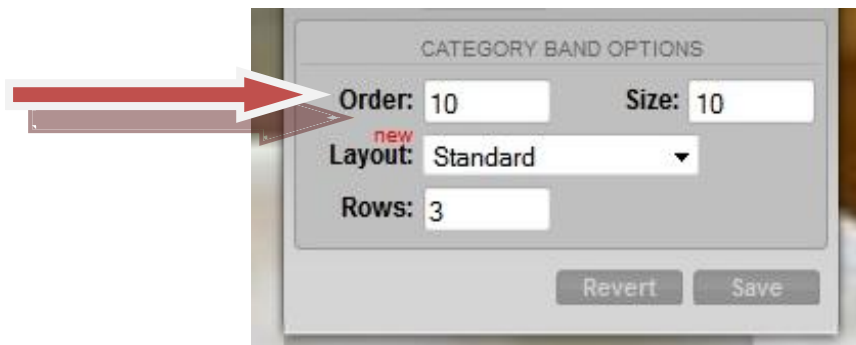 CATEGORY BAND OPTIONS
Order: 10 Size: 10
new
Layout: Standard
Rows: 3
Revert Save